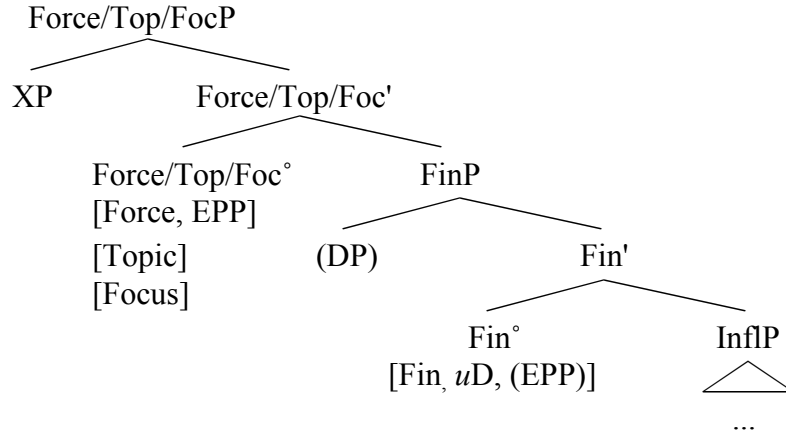 Force/Top/FocP
XP Force/Top/Foc'
Force/Top/Foc° FinP
[Force, EPP]
[Topic] (DP) Fin'
[Focus]
Fin° InflP
[Fin, uD, (EPP)]
...